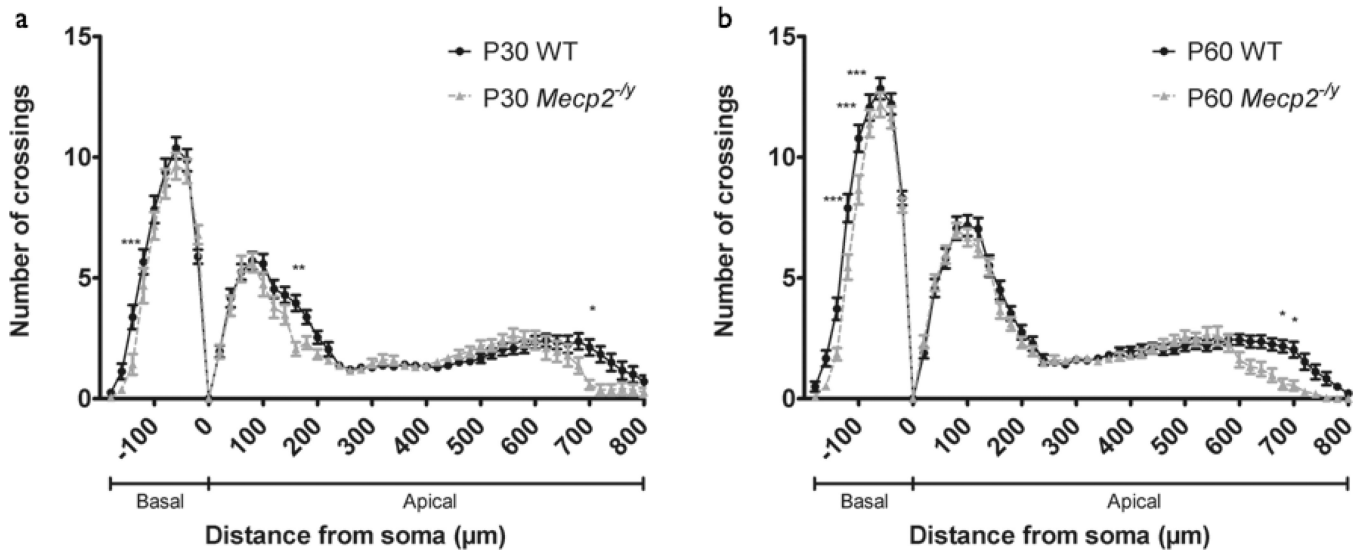 a
15
10
5
0
Number of crossings
P30 WT
P30 Mecp2-/y
***
**
*
-100
0
100
200
300
400
500
600
700
800
Basal
Apical
Distance from soma (µm)
b
15
10
5
0
Number of crossings
P60 WT
P60 Mecp2-/y
***
***
***
*
*
-100
0
100
200
300
400
500
600
700
800
Basal
Apical
Distance from soma (µm)